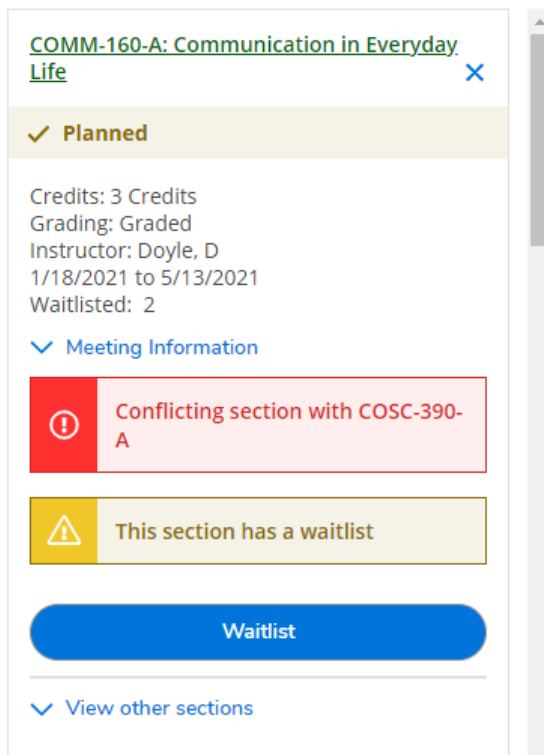 COMM-160-A: Communication in Everyday
Life
Planned
Credits: 3 Credits
Grading: Graded
Instructor: Doyle, D
1/18/2021 to 5/13/2021
Waitlisted: 2
Meeting Information
Conflicting section with COSC-390-
A
This section has a waitlist
Waitlist
View other sections